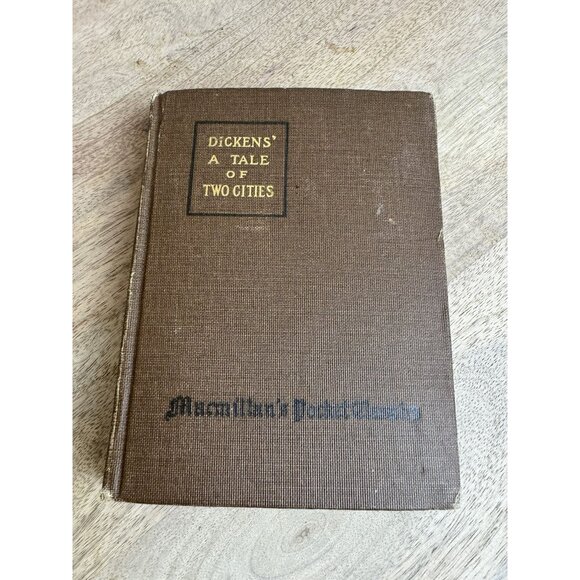 DICKENS'
A TALE
OF
TWO CITIES
Macmillan's Pocket Classics